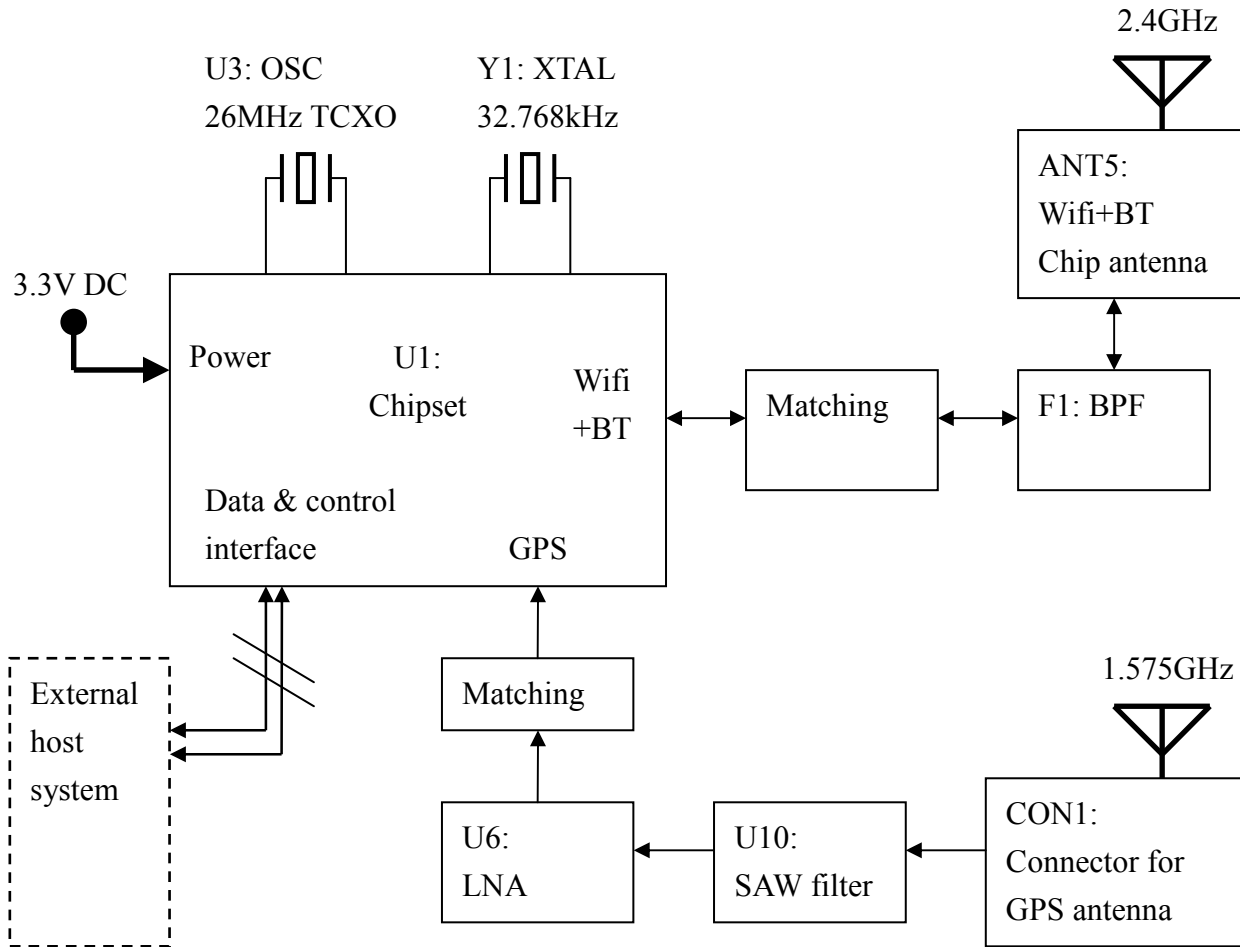 2.4GHz
U3: OSC
26MHz TCXO
Y1: XTAL
32.768kHz
ANT5:
Wifi+BT
Chip antenna
3.3V DC
Power
U1:
Chipset
Wifi
+BT
Matching
F1: BPF
Data & control
interface
GPS
External
host
system
Matching
1.575GHz
U6:
LNA
U10:
SAW filter
CON1:
Connector for
GPS antenna